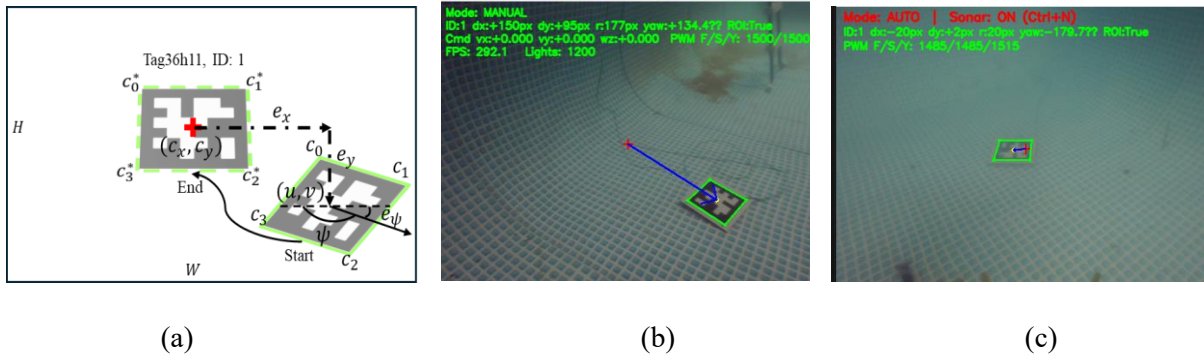 Tag36h11, ID: 1
c₀* c₁*
H
eₓ
(cₓ, cᵧ)
c₀ eᵧ
c₁
c₃* c₂*
End
(u, v)
c₃ e_ψ
ψ
Start
c₂
W
Mode: MANUAL
ID:1 dx:+150px dy:+95px r:177px yaw:+134.4?? ROI:True
Cmd vx:+0.000 vy:+0.000 wz:+0.000 PWM F/S/Y: 1500/1500
FPS: 292.1 Lights: 1200
Mode: AUTO | Sonar: ON (Ctrl+N)
ID:1 dx:-20px dy:+2px r:20px yaw:-179.7?? ROI:True
PWM F/S/Y: 1485/1485/1515
(a) (b) (c)